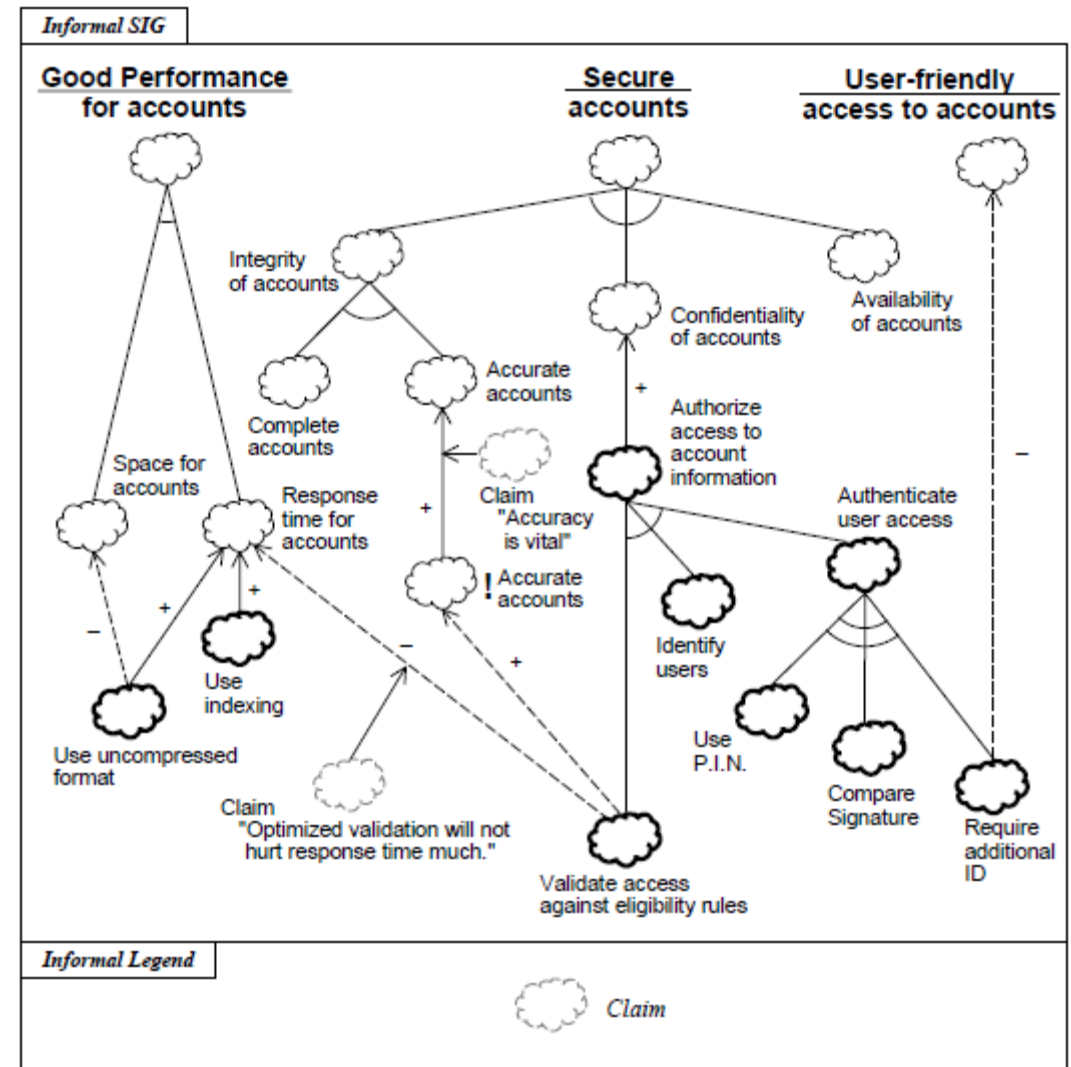 Informal SIG
Good Performance
for accounts
Secure
accounts
User-friendly
access to accounts
Integrity
of accounts
Confidentiality
of accounts
Availability
of accounts
Complete
accounts
Accurate
accounts
+
Authorize
access to
account
information
Space for
accounts
Response
time for
accounts
+
Claim
"Accuracy
is vital"
Authenticate
user access
–
! Accurate
accounts
+
+
–
Identify
users
–
+
Use
indexing
Use uncompressed
format
Use
P.I.N.
Compare
Signature
Require
additional
ID
Claim
"Optimized validation will not
hurt response time much."
Validate access
against eligibility rules
Informal Legend
Claim